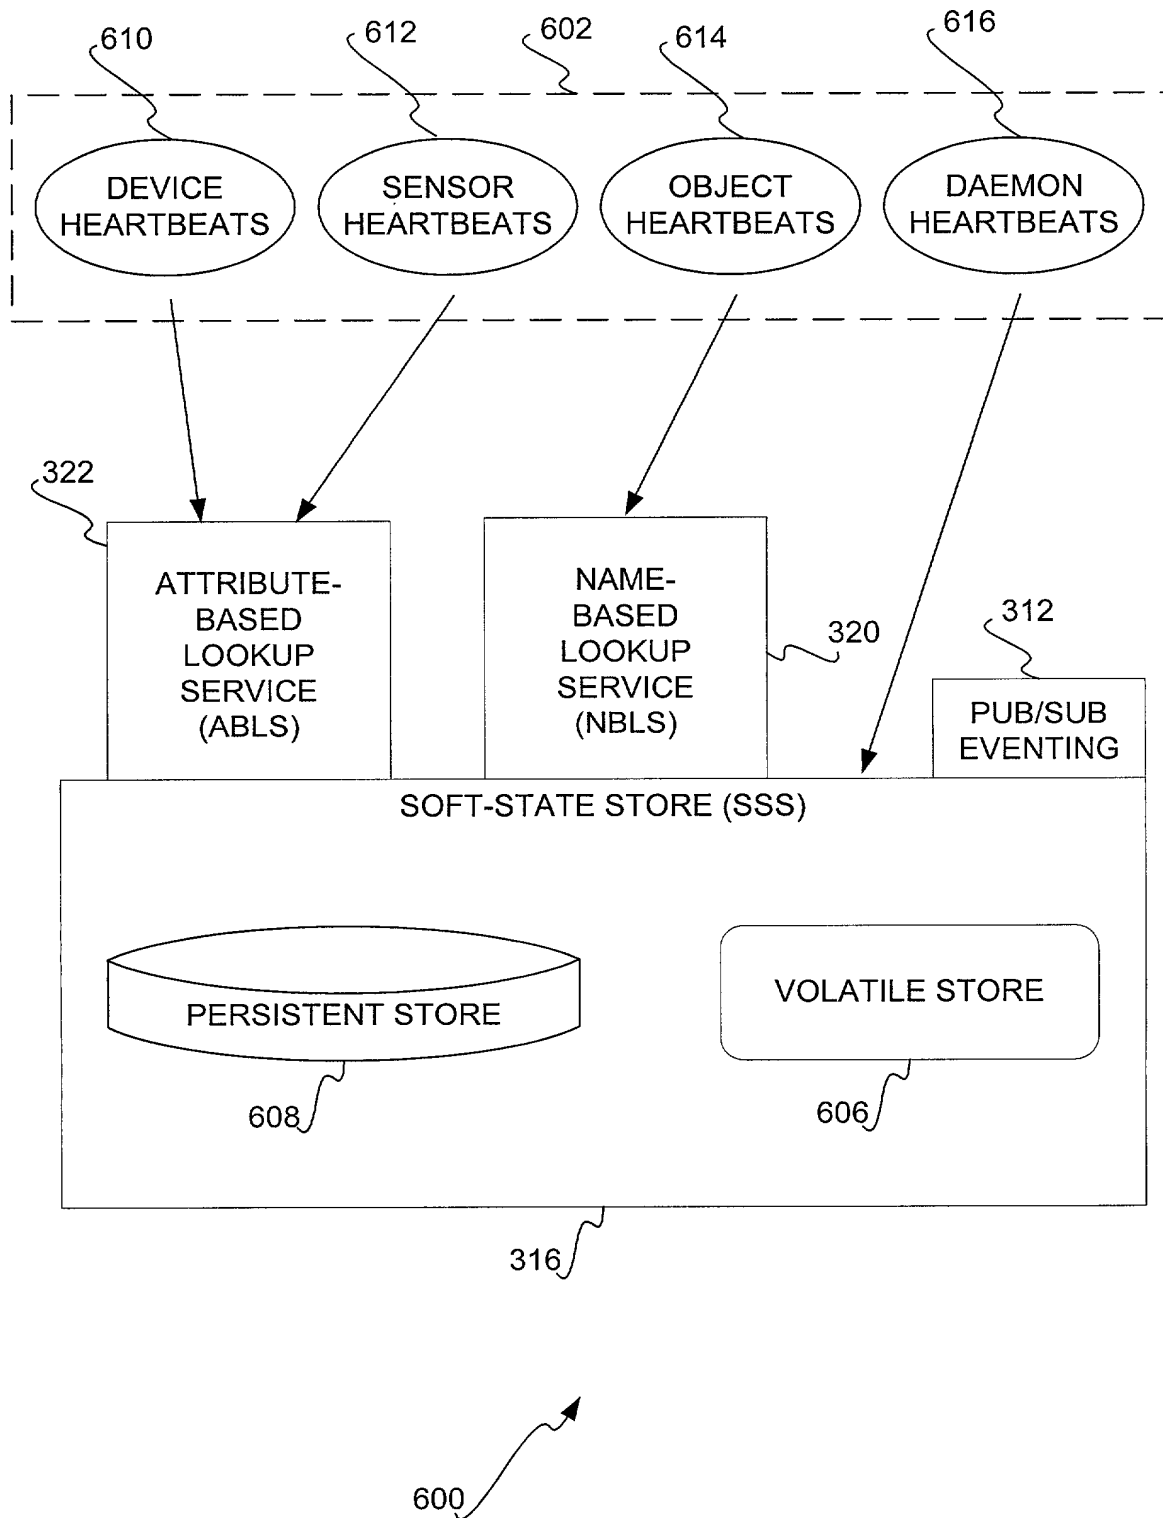 610
612
602
614
616
DEVICE
HEARTBEATS
SENSOR
HEARTBEATS
OBJECT
HEARTBEATS
DAEMON
HEARTBEATS
322
ATTRIBUTE-
BASED
LOOKUP
SERVICE
(ABLS)
NAME-
BASED
LOOKUP
SERVICE
(NBLS)
320
312
PUB/SUB
EVENTING
SOFT-STATE STORE (SSS)
PERSISTENT STORE
VOLATILE STORE
608
606
316
600